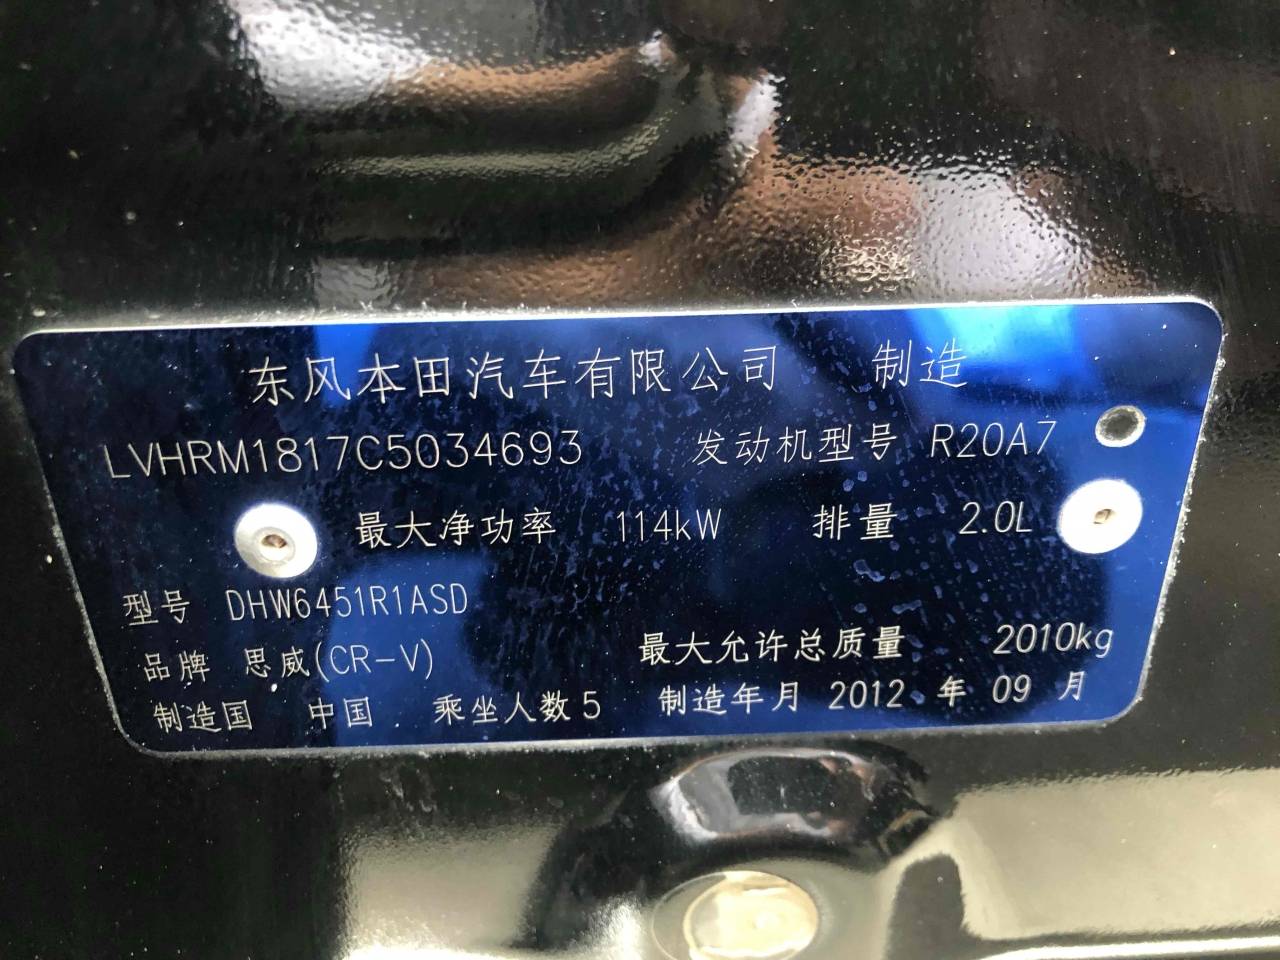 东风本田汽车有限公司 制造
LVHRM1817C5034693 发动机型号 R20A7
最大净功率 114kW 排量 2.0L
型号 DHW6451R1ASD
品牌 思威(CR-V) 最大允许总质量 2010kg
制造国 中国 乘坐人数 5 制造年月 2012 年 09 月